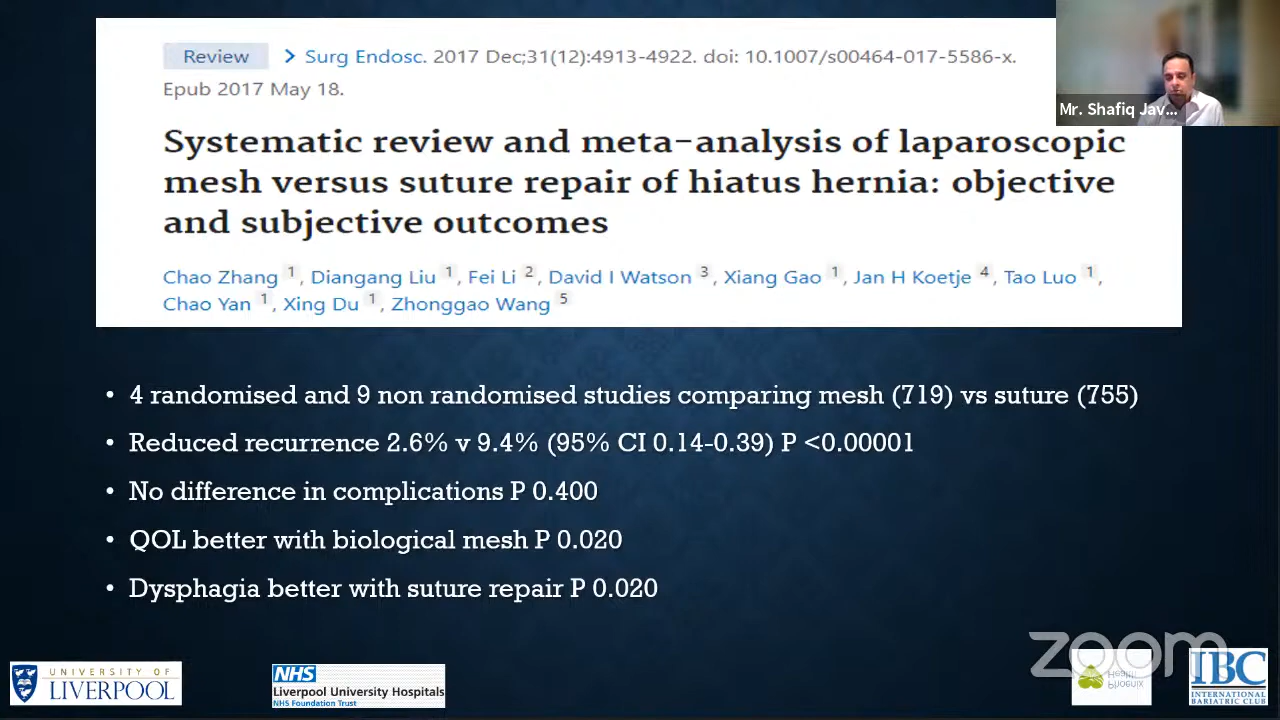 Review > Surg Endosc. 2017 Dec;31(12):4913-4922. doi: 10.1007/s00464-017-5586-x.
Epub 2017 May 18.
Mr. Shafiq Jav...
Systematic review and meta-analysis of laparoscopic
mesh versus suture repair of hiatus hernia: objective
and subjective outcomes
Chao Zhang 1, Diangang Liu 1, Fei Li 2, David I Watson 3, Xiang Gao 1, Jan H Koetje 4, Tao Luo 1,
Chao Yan 1, Xing Du 1, Zhonggao Wang 5
• 4 randomised and 9 non randomised studies comparing mesh (719) vs suture (755)
• Reduced recurrence 2.6% v 9.4% (95% CI 0.14-0.39) P <0.00001
• No difference in complications P 0.400
• QOL better with biological mesh P 0.020
• Dysphagia better with suture repair P 0.020
zoom
UNIVERSITY OF
LIVERPOOL
NHS
Liverpool University Hospitals
NHS Foundation Trust
Phoenix
Health
IBC
INTERNATIONAL
BARIATRIC CLUB